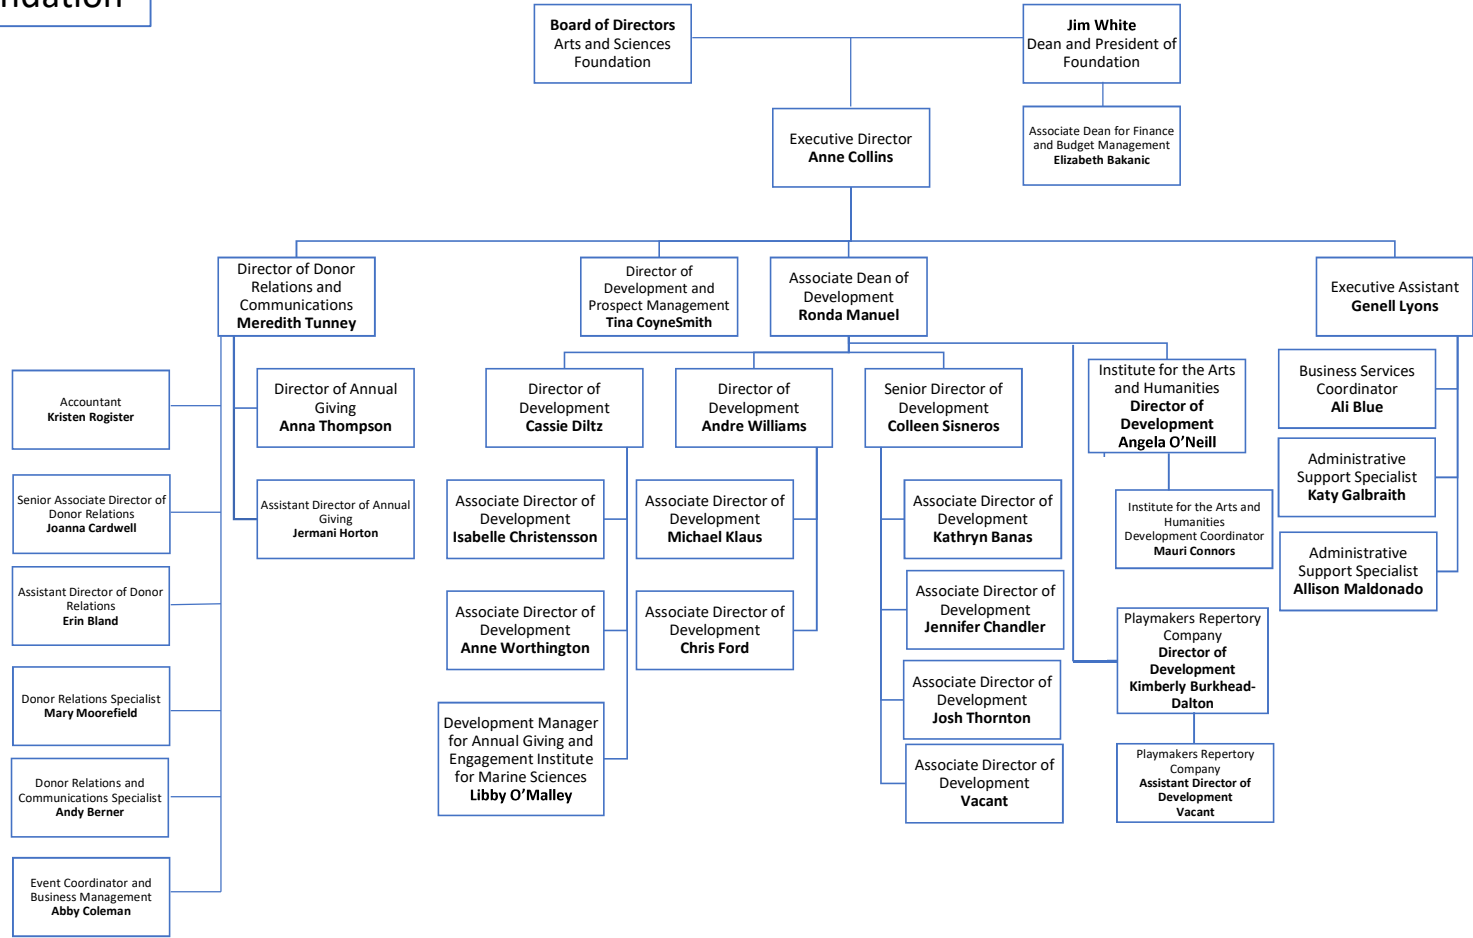 ndation
Board of Directors
Arts and Sciences
Foundation
Jim White
Dean and President of
Foundation
Executive Director
Anne Collins
Associate Dean for Finance
and Budget Management
Elizabeth Bakanic
Director of Donor
Relations and
Communications
Meredith Tunney
Director of
Development and
Prospect Management
Tina CoyneSmith
Associate Dean of
Development
Ronda Manuel
Executive Assistant
Genell Lyons
Accountant
Kristen Rogister
Senior Associate Director of
Donor Relations
Joanna Cardwell
Assistant Director of Donor
Relations
Erin Bland
Donor Relations Specialist
Mary Moorefield
Donor Relations and
Communications Specialist
Andy Berner
Event Coordinator and
Business Management
Abby Coleman
Director of Annual
Giving
Anna Thompson
Assistant Director of Annual
Giving
Jermani Horton
Director of
Development
Cassie Diltz
Associate Director of
Development
Isabelle Christensson
Associate Director of
Development
Anne Worthington
Development Manager
for Annual Giving and
Engagement Institute
for Marine Sciences
Libby O’Malley
Director of
Development
Andre Williams
Associate Director of
Development
Michael Klaus
Associate Director of
Development
Chris Ford
Senior Director of
Development
Colleen Sisneros
Associate Director of
Development
Kathryn Banas
Associate Director of
Development
Jennifer Chandler
Associate Director of
Development
Josh Thornton
Associate Director of
Development
Vacant
Institute for the Arts
and Humanities
Director of
Development
Angela O’Neill
Institute for the Arts and
Humanities
Development Coordinator
Mauri Connors
Playmakers Repertory
Company
Director of
Development
Kimberly Burkhead-
Dalton
Playmakers Repertory
Company
Assistant Director of
Development
Vacant
Business Services
Coordinator
Ali Blue
Administrative
Support Specialist
Katy Galbraith
Administrative
Support Specialist
Allison Maldonado